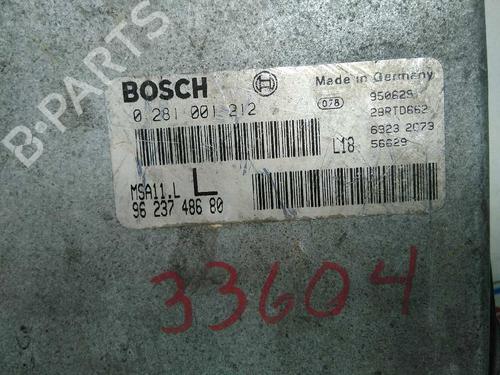 B-PARTS
BOSCH
Made in Germany
0 281 001 212
078
950629
28RTD662
6923 2C73
L18
56629
MSA11.L
L
96 237 486 80
33604